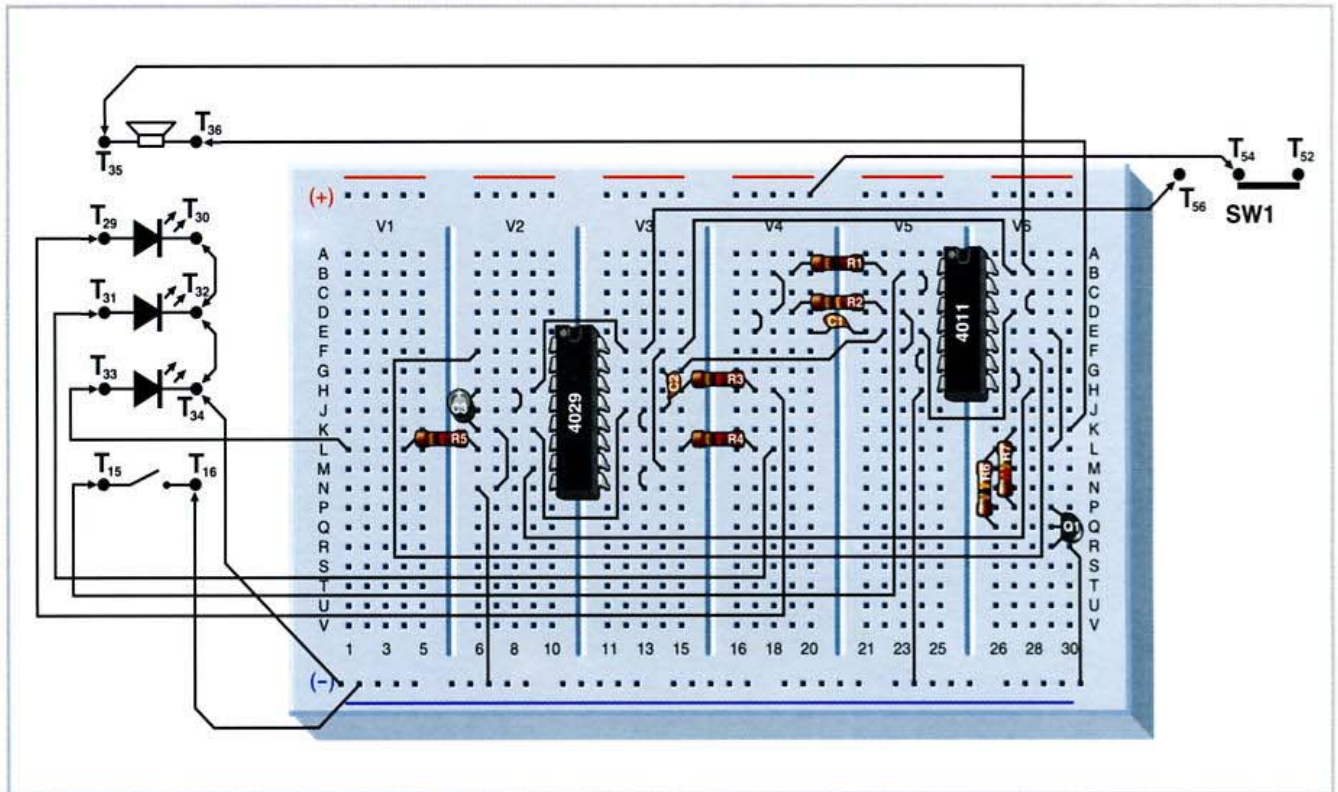 T36
T35
T54
T52
T56
SW1
(+)
V1 V2 V3 V4 V5 V6
T29
T30
T31
T32
T33
T34
T15
T16
A A
B B
C C
D D
E E
F F
G G
H H
J J
K K
L L
M M
N N
P P
Q Q
R R
S S
T T
U U
V V
R1
R2
C1
4011
4029
C2
R3
C3
R5
R4
R6
R7
Q1
1 3 5 6 8 10 11 13 15 16 18 20 21 23 25 26 28 30
(-)